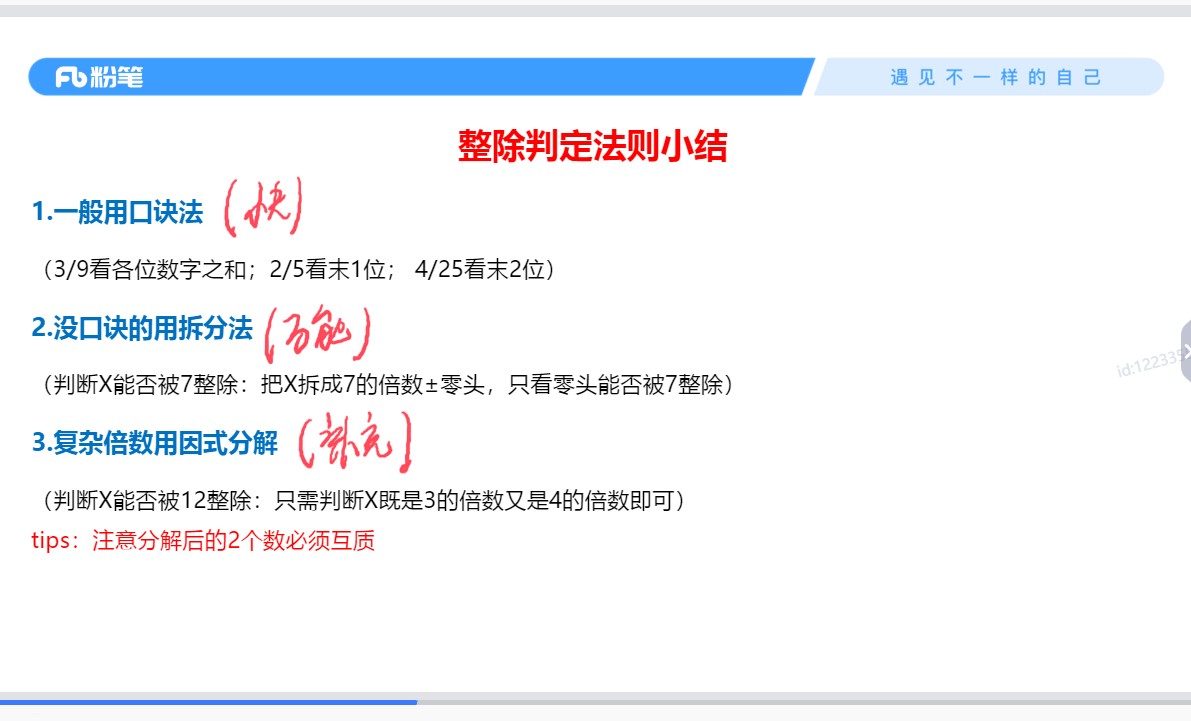 粉笔
遇见不一样的自己
整除判定法则小结
1.一般用口诀法 (快)
（3/9看各位数字之和；2/5看末1位； 4/25看末2位）
2.没口诀的用拆分法 (万能)
（判断X能否被7整除：把X拆成7的倍数±零头，只看零头能否被7整除）
id:122335
3.复杂倍数用因式分解 (补充]
（判断X能否被12整除：只需判断X既是3的倍数又是4的倍数即可）
tips：注意分解后的2个数必须互质